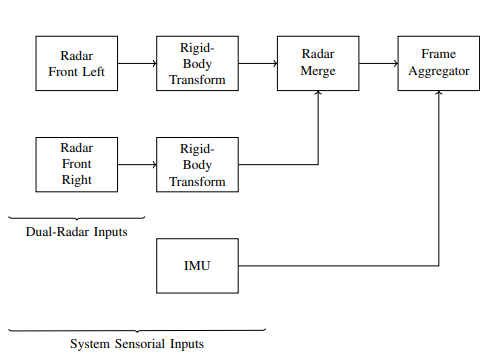 Radar
Front Left
Rigid-
Body
Transform
Radar
Merge
Frame
Aggregator
Radar
Front
Right
Rigid-
Body
Transform
Dual-Radar Inputs
IMU
System Sensorial Inputs